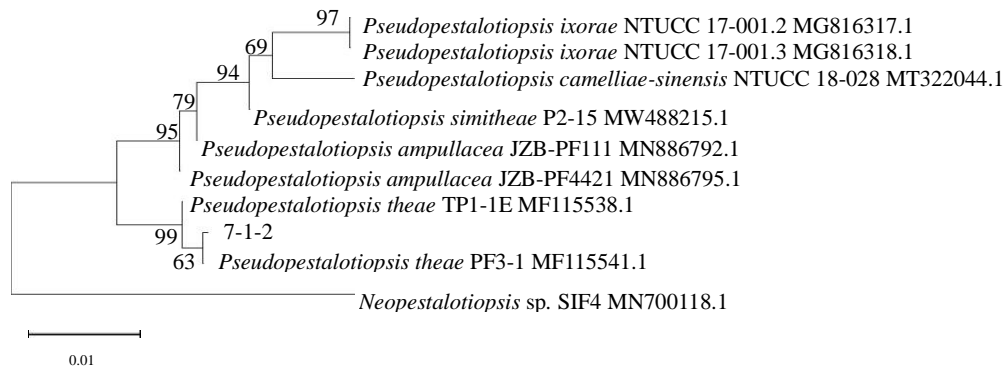 97
Pseudopestalotiopsis ixorae NTUCC 17-001.2 MG816317.1
69
Pseudopestalotiopsis ixorae NTUCC 17-001.3 MG816318.1
94
Pseudopestalotiopsis camelliae-sinensis NTUCC 18-028 MT322044.1
79
Pseudopestalotiopsis simitheae P2-15 MW488215.1
95
Pseudopestalotiopsis ampullacea JZB-PF111 MN886792.1
Pseudopestalotiopsis ampullacea JZB-PF4421 MN886795.1
Pseudopestalotiopsis theae TP1-1E MF115538.1
99
7-1-2
63
Pseudopestalotiopsis theae PF3-1 MF115541.1
Neopestalotiopsis sp. SIF4 MN700118.1
0.01